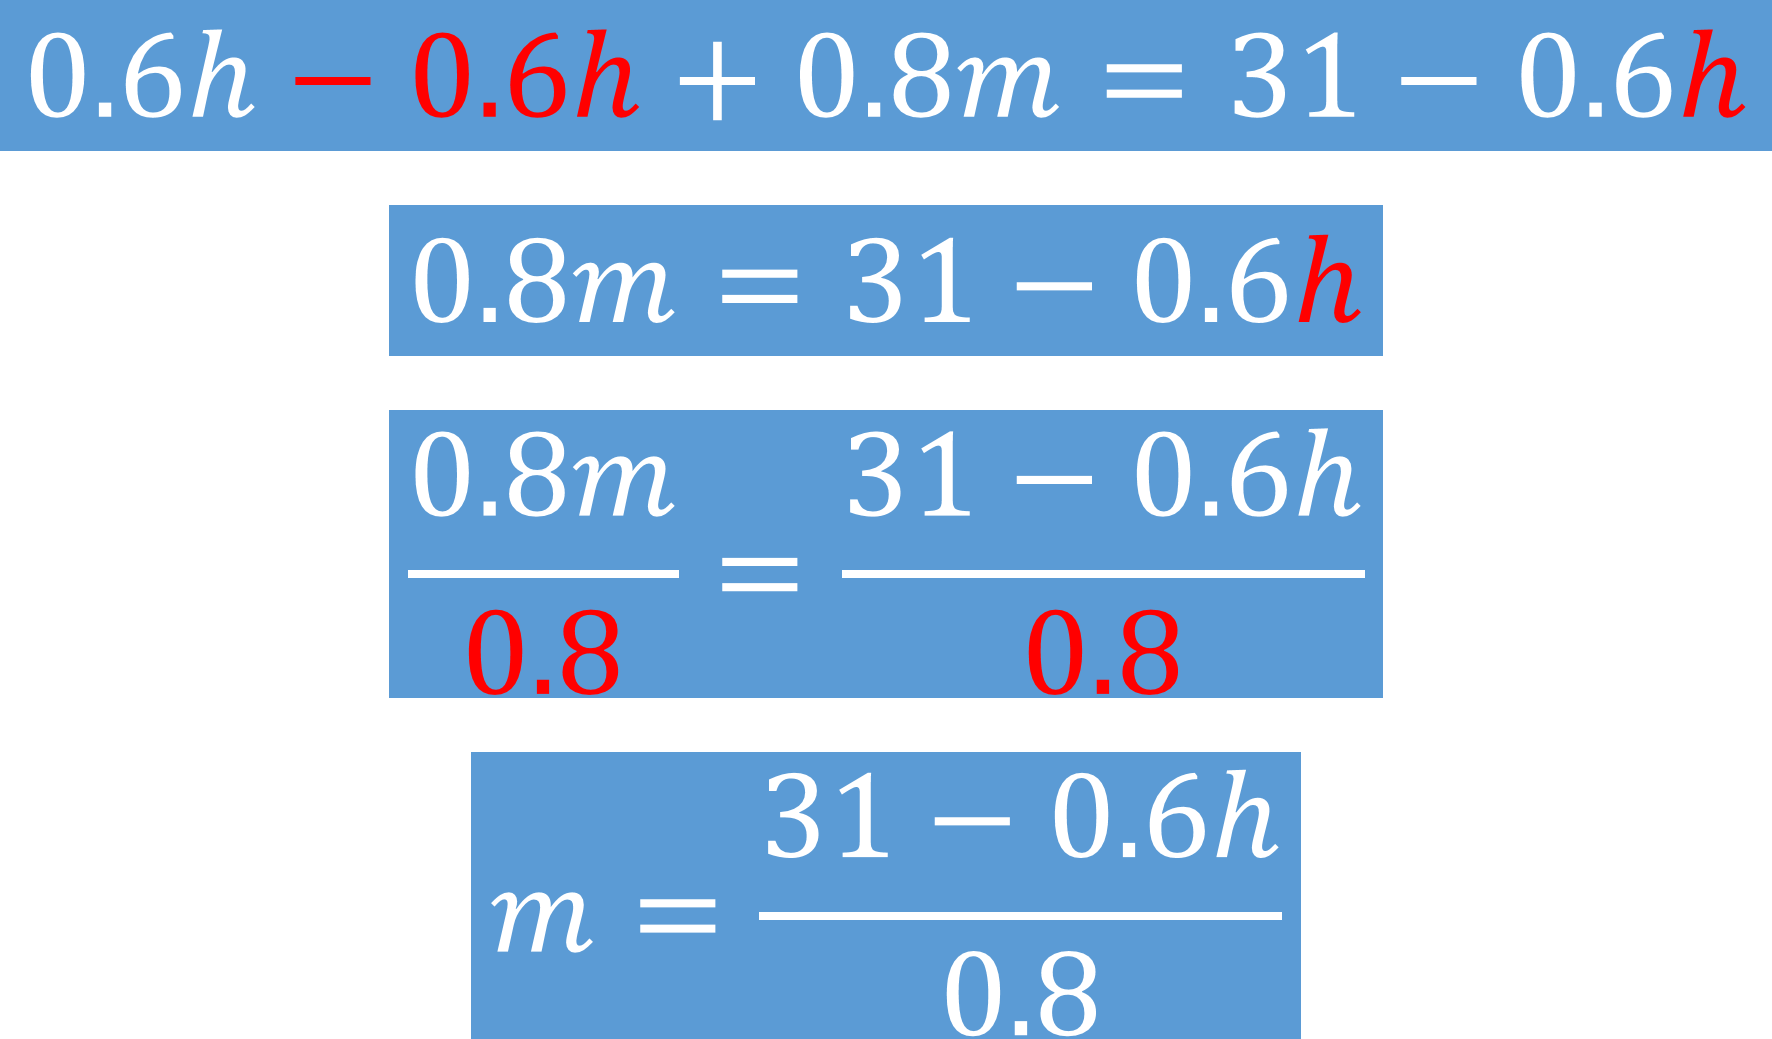 0.6h − 0.6h + 0.8m = 31 − 0.6h
0.8m = 31 − 0.6h
0.8m/0.8 = (31 − 0.6h)/0.8
m = (31 − 0.6h)/0.8